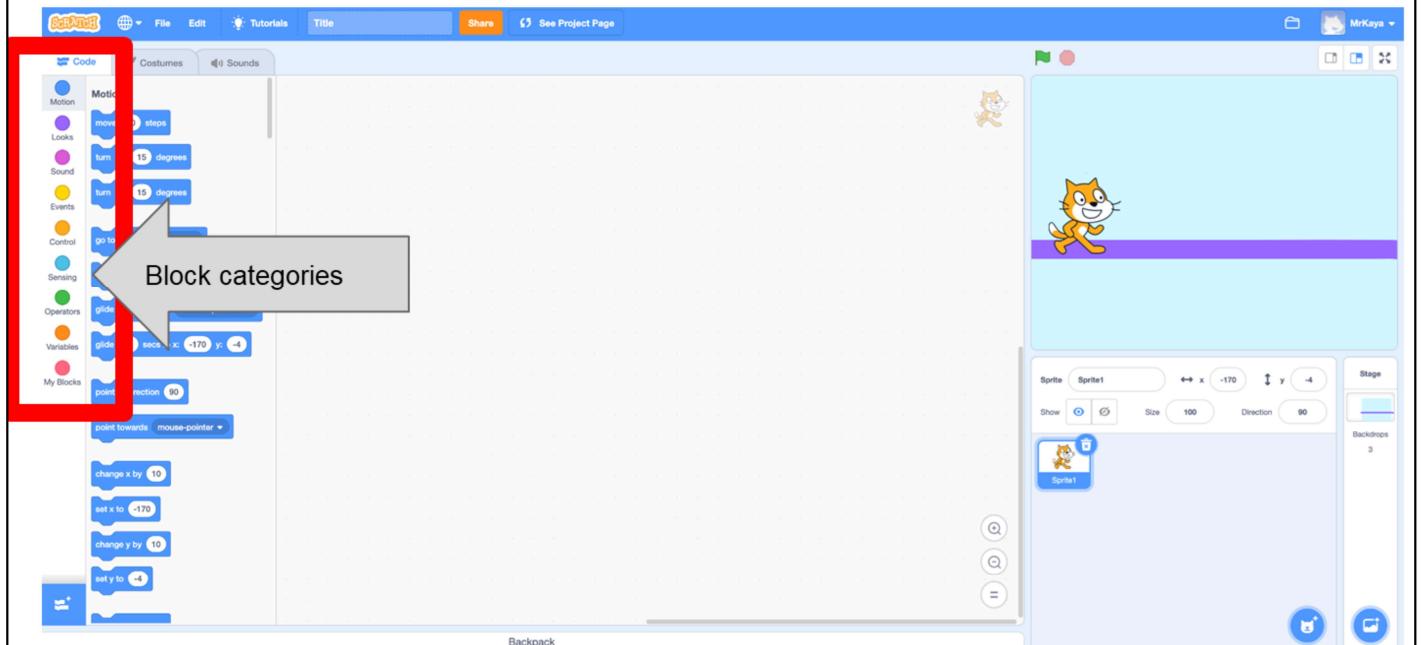 SCRATCH File Edit Tutorials Title Share See Project Page MrKaya
Code Costumes Sounds
Motion
Looks
Sound
Events
Control
Sensing
Operators
Variables
My Blocks
move steps
turn 15 degrees
turn 15 degrees
go to
Block categories
glide
glide secs x: -170 y: -4
point 90
point towards mouse-pointer
change x by 10
set x to -170
change y by 10
set y to -4
Backpack
Sprite Sprite1 x -170 y -4
Show Size 100 Direction 90
Sprite1
Stage
Backdrops
3